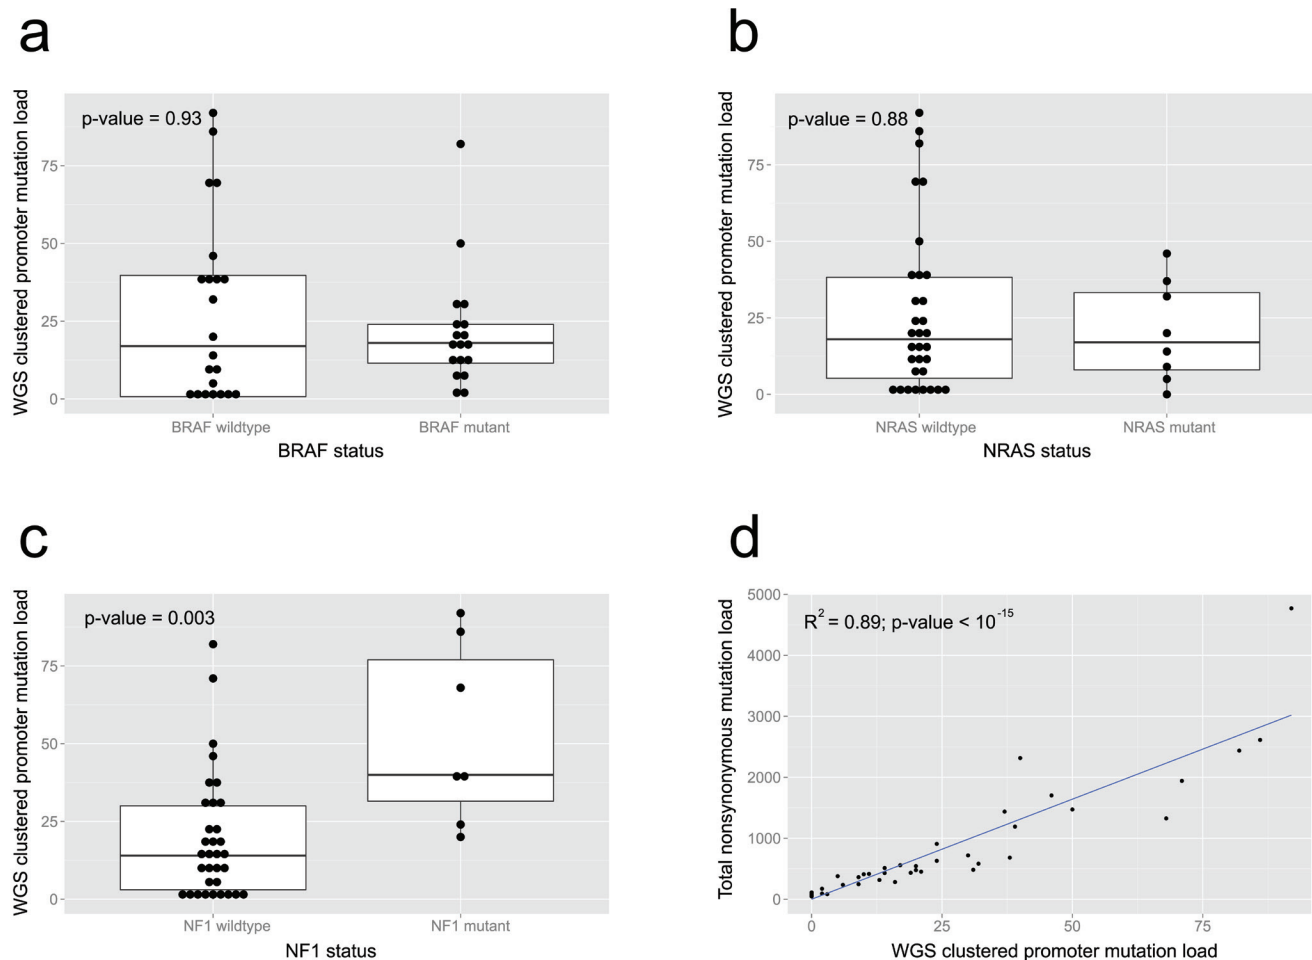 a
p-value = 0.93
WGS clustered promoter mutation load
75
50
25
0
BRAF wildtype
BRAF mutant
BRAF status
b
p-value = 0.88
WGS clustered promoter mutation load
75
50
25
0
NRAS wildtype
NRAS mutant
NRAS status
c
p-value = 0.003
WGS clustered promoter mutation load
75
50
25
0
NF1 wildtype
NF1 mutant
NF1 status
d
R² = 0.89; p-value < 10⁻¹⁵
Total nonsynonymous mutation load
5000
4000
3000
2000
1000
0
0
25
50
75
WGS clustered promoter mutation load